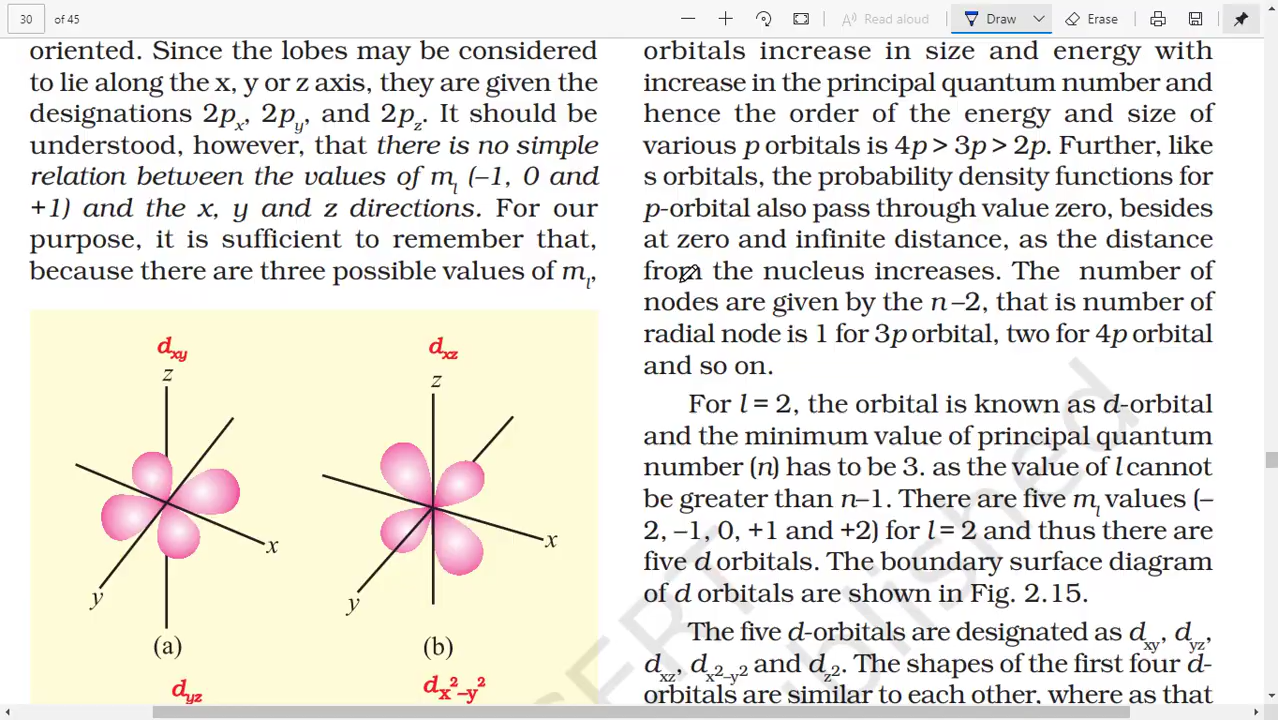 30 of 45 Read aloud Draw Erase
oriented. Since the lobes may be considered
to lie along the x, y or z axis, they are given the
designations 2px, 2py, and 2pz. It should be
understood, however, that there is no simple
relation between the values of ml (–1, 0 and
+1) and the x, y and z directions. For our
purpose, it is sufficient to remember that,
because there are three possible values of ml,
dxy
z
x
y
(a)
dxz
z
x
y
(b)
dyz
dx²–y²
orbitals increase in size and energy with
increase in the principal quantum number and
hence the order of the energy and size of
various p orbitals is 4p > 3p > 2p. Further, like
s orbitals, the probability density functions for
p-orbital also pass through value zero, besides
at zero and infinite distance, as the distance
from the nucleus increases. The number of
nodes are given by the n –2, that is number of
radial node is 1 for 3p orbital, two for 4p orbital
and so on.
For l = 2, the orbital is known as d-orbital
and the minimum value of principal quantum
number (n) has to be 3. as the value of l cannot
be greater than n–1. There are five ml values (–
2, –1, 0, +1 and +2) for l = 2 and thus there are
five d orbitals. The boundary surface diagram
of d orbitals are shown in Fig. 2.15.
The five d-orbitals are designated as dxy, dyz,
dxz, dx²–y² and dz². The shapes of the first four d-
orbitals are similar to each other, where as that